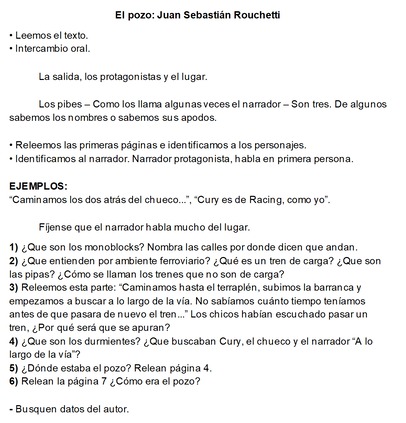 El pozo: Juan Sebastián Rouchetti
• Leemos el texto.
• Intercambio oral.
La salida, los protagonistas y el lugar.
Los pibes – Como los llama algunas veces el narrador – Son tres. De algunos
sabemos los nombres o sabemos sus apodos.
• Releemos las primeras páginas e identificamos a los personajes.
• Identificamos al narrador. Narrador protagonista, habla en primera persona.
EJEMPLOS:
“Caminamos los dos atrás del chueco...”, “Cury es de Racing, como yo”.
Fíjense que el narrador habla mucho del lugar.
1) ¿Que son los monoblocks? Nombra las calles por donde dicen que andan.
2) ¿Que entienden por ambiente ferroviario? ¿Qué es un tren de carga? ¿Que son
las pipas? ¿Cómo se llaman los trenes que no son de carga?
3) Releemos esta parte: “Caminamos hasta el terraplén, subimos la barranca y
empezamos a buscar a lo largo de la vía. No sabíamos cuánto tiempo teníamos
antes de que pasara de nuevo el tren...” Los chicos habían escuchado pasar un
tren, ¿Por qué será que se apuran?
4) ¿Que son los durmientes? ¿Que buscaban Cury, el chueco y el narrador “A lo
largo de la vía”?
5) ¿Dónde estaba el pozo? Relean página 4.
6) Relean la página 7 ¿Cómo era el pozo?
- Busquen datos del autor.